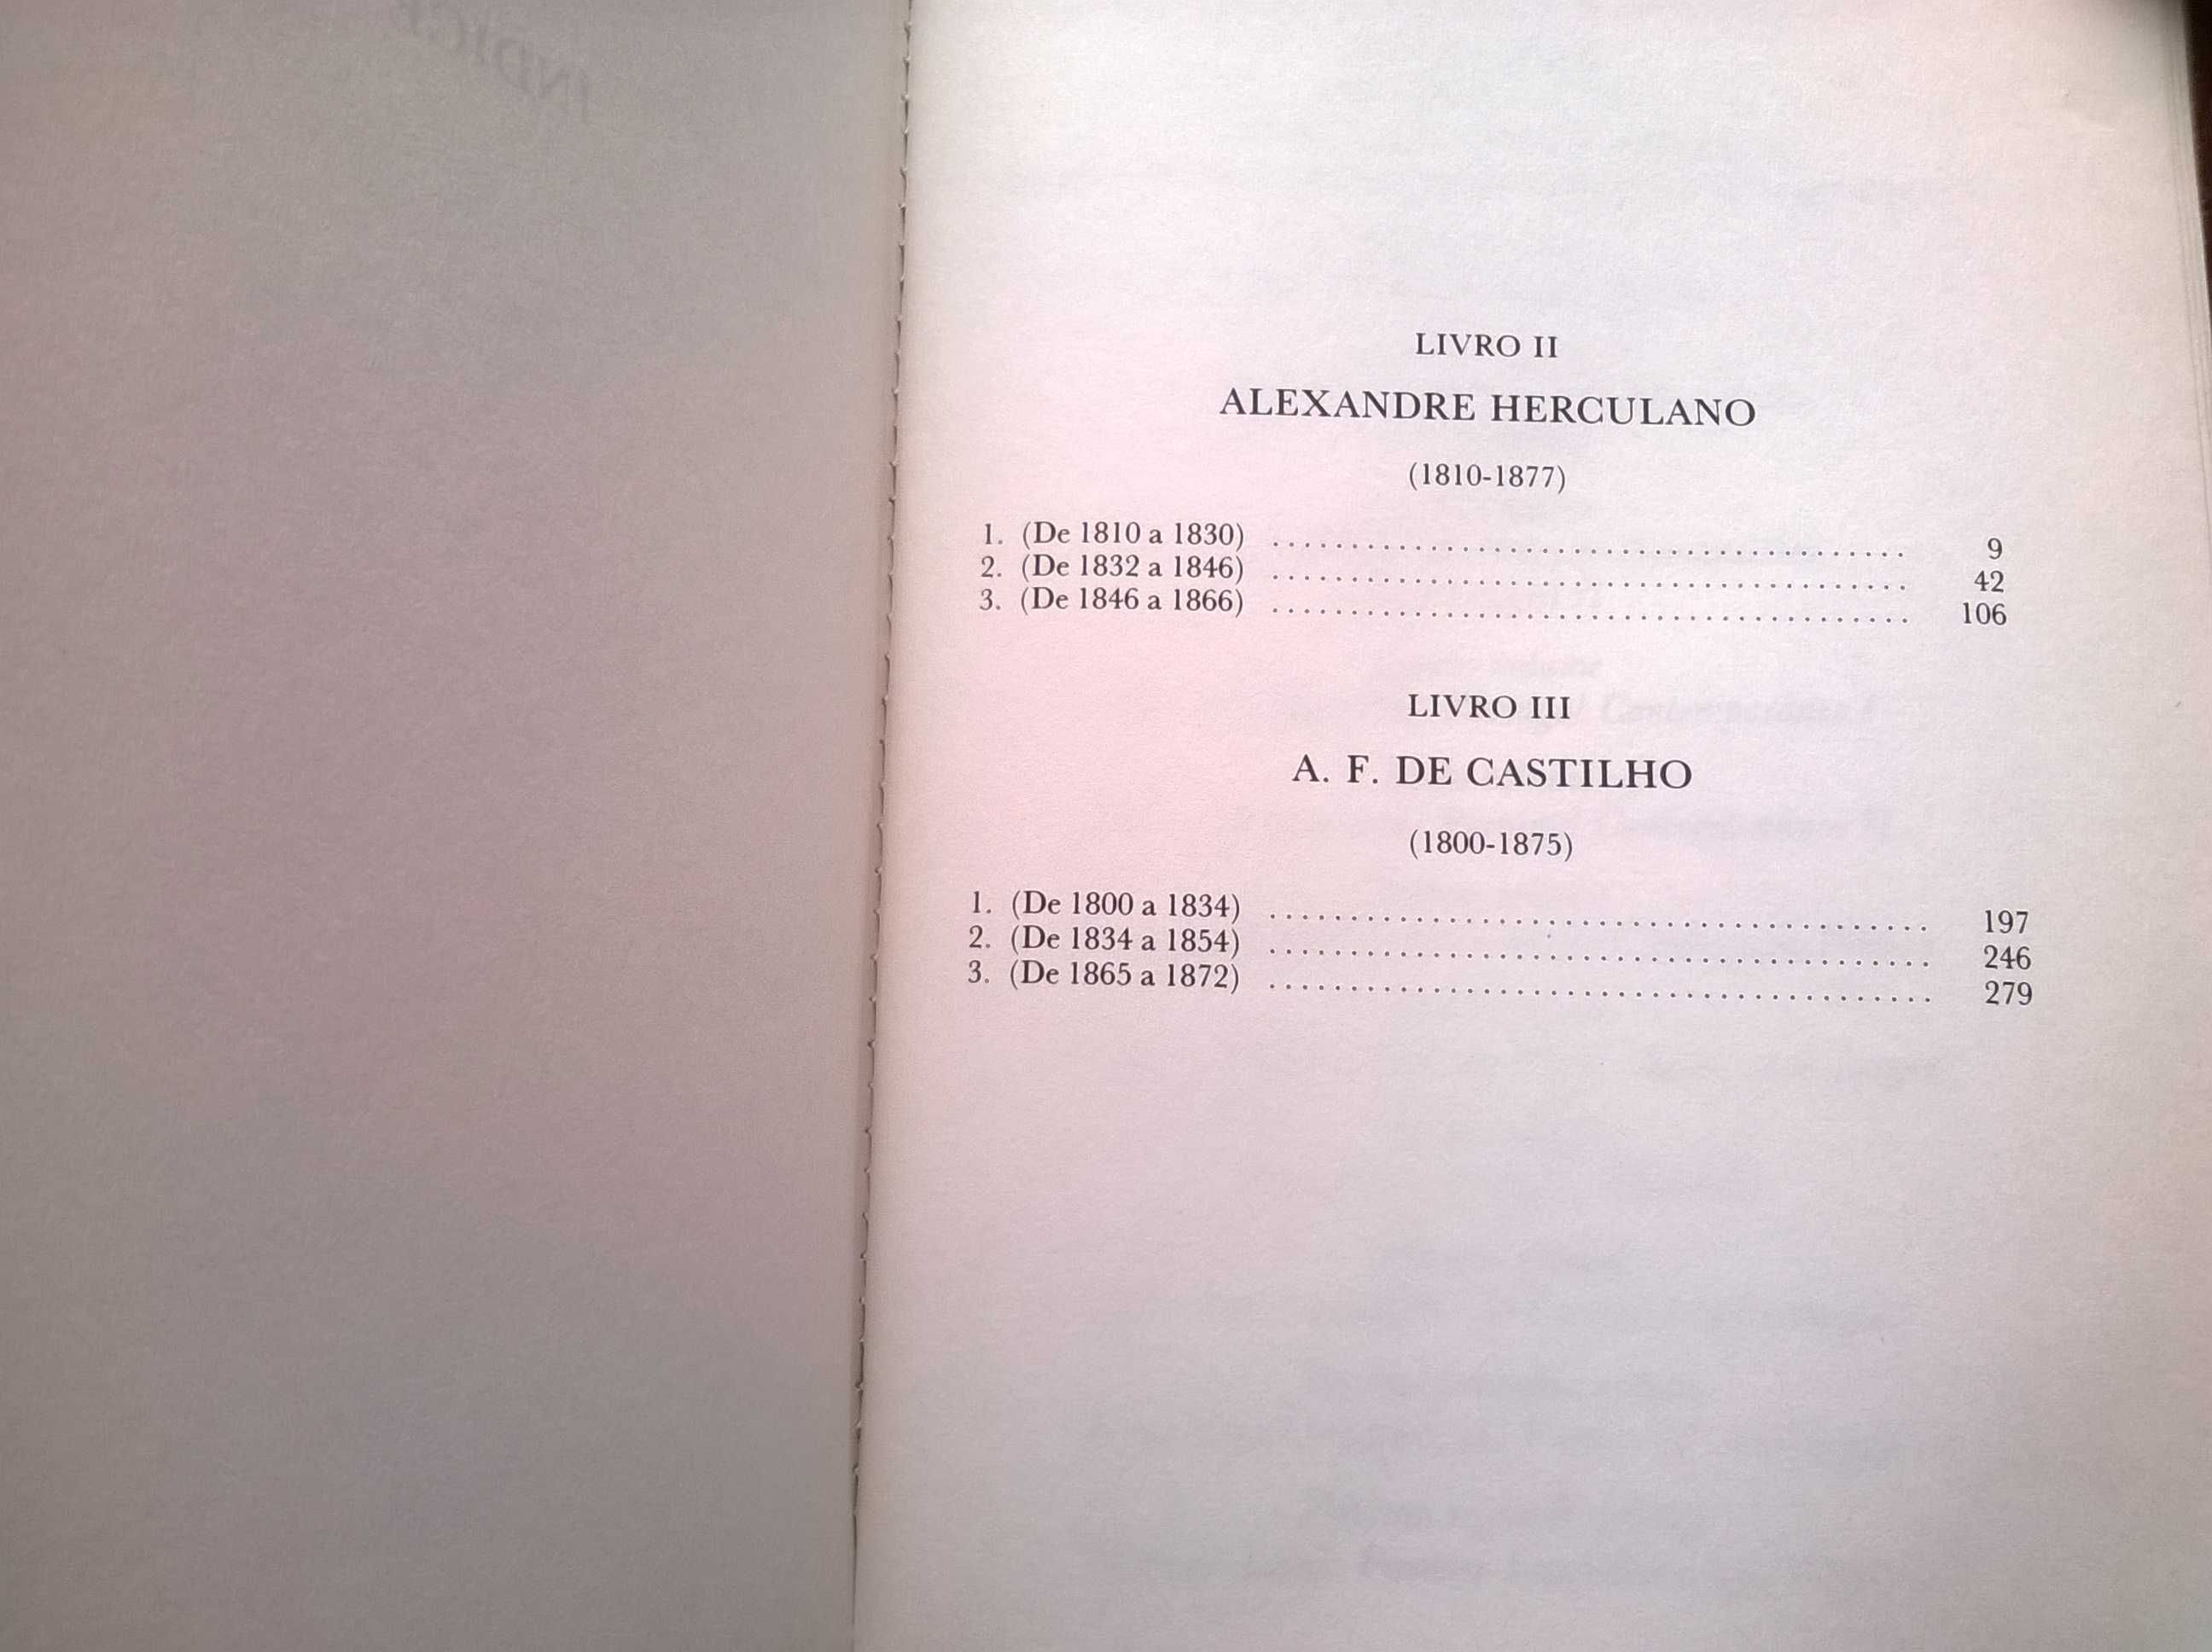 LIVRO II
ALEXANDRE HERCULANO
(1810-1877)
1. (De 1810 a 1830) ........................................ 9
2. (De 1832 a 1846) ........................................ 42
3. (De 1846 a 1866) ........................................ 106
LIVRO III
A. F. DE CASTILHO
(1800-1875)
1. (De 1800 a 1834) ........................................ 197
2. (De 1834 a 1854) ........................................ 246
3. (De 1865 a 1872) ........................................ 279